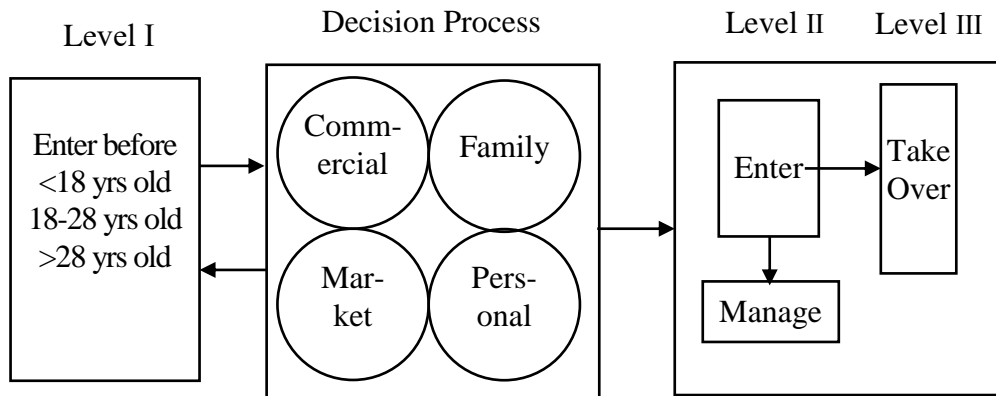 Level I
Decision Process
Level II
Level III
Enter before
<18 yrs old
18-28 yrs old
>28 yrs old
Comm-
ercial
Family
Mar-
ket
Pers-
onal
Enter
Take
Over
Manage